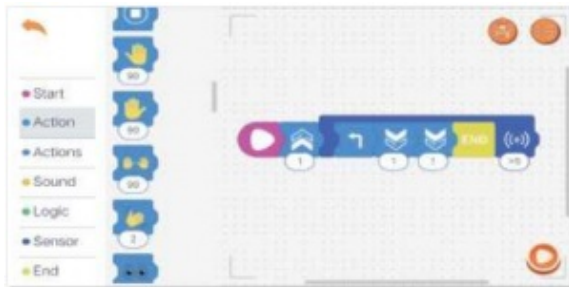 90
Start
90
Action
Actions
90
Sound
Logic
2
Sensor
End
1
1
1
END
>5